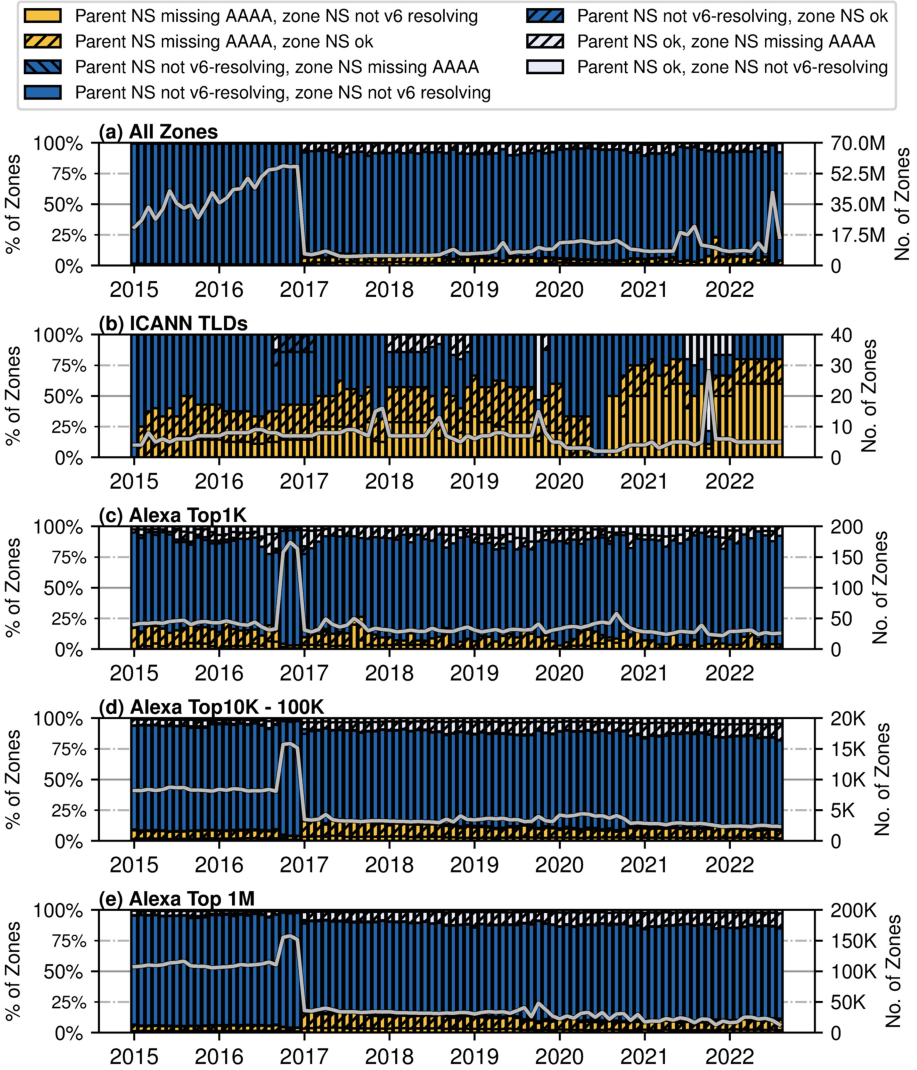 Parent NS missing AAAA, zone NS not v6 resolving
Parent NS missing AAAA, zone NS ok
Parent NS not v6-resolving, zone NS missing AAAA
Parent NS not v6-resolving, zone NS not v6 resolving
Parent NS not v6-resolving, zone NS ok
Parent NS ok, zone NS missing AAAA
Parent NS ok, zone NS not v6-resolving
(a) All Zones
100% 75% 50% 25% 0%
% of Zones
70.0M 52.5M 35.0M 17.5M 0
No. of Zones
2015 2016 2017 2018 2019 2020 2021 2022
(b) ICANN TLDs
100% 75% 50% 25% 0%
% of Zones
40 30 20 10 0
No. of Zones
2015 2016 2017 2018 2019 2020 2021 2022
(c) Alexa Top1K
100% 75% 50% 25% 0%
% of Zones
200 150 100 50 0
No. of Zones
2015 2016 2017 2018 2019 2020 2021 2022
(d) Alexa Top10K - 100K
100% 75% 50% 25% 0%
% of Zones
20K 15K 10K 5K 0
No. of Zones
2015 2016 2017 2018 2019 2020 2021 2022
(e) Alexa Top 1M
100% 75% 50% 25% 0%
% of Zones
200K 150K 100K 50K 0
No. of Zones
2015 2016 2017 2018 2019 2020 2021 2022